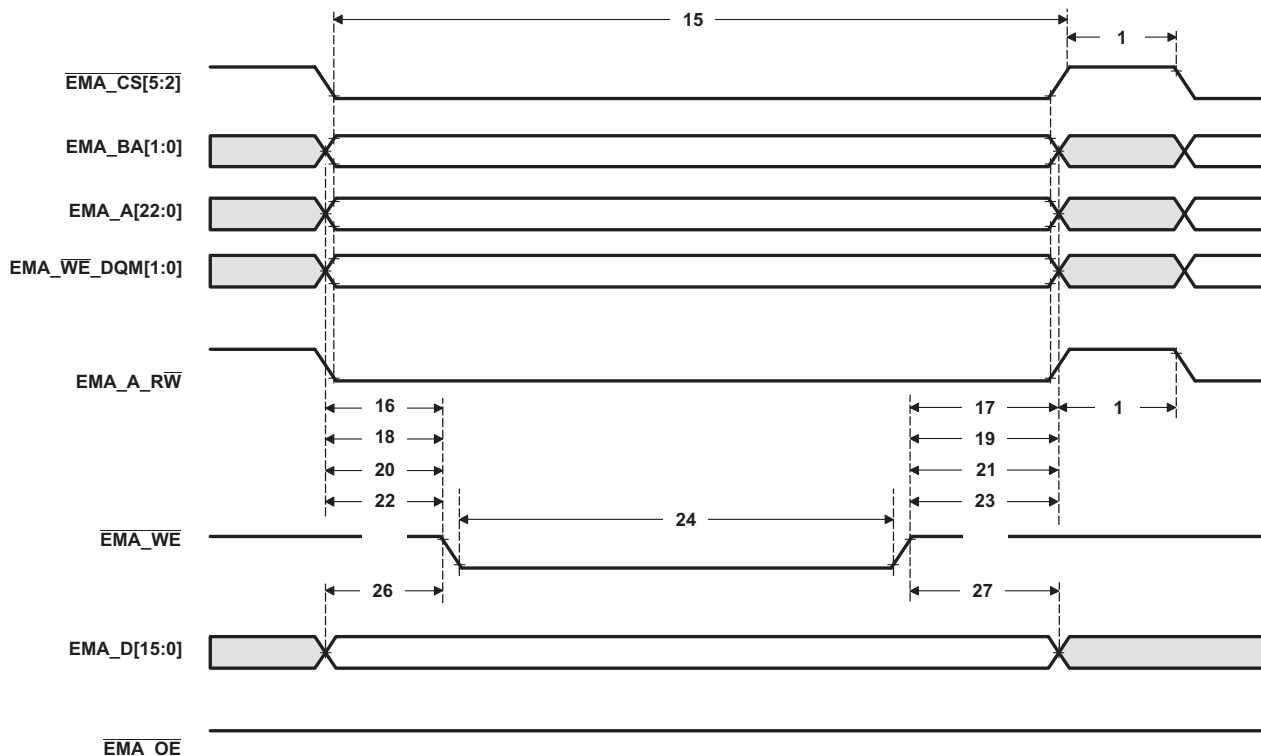 15
1
EMA_CS[5:2]
EMA_BA[1:0]
EMA_A[22:0]
EMA_WE_DQM[1:0]
EMA_A_RW
16 17 1
18 19
20 21
22 23
24
EMA_WE
26 27
EMA_D[15:0]
EMA_OE